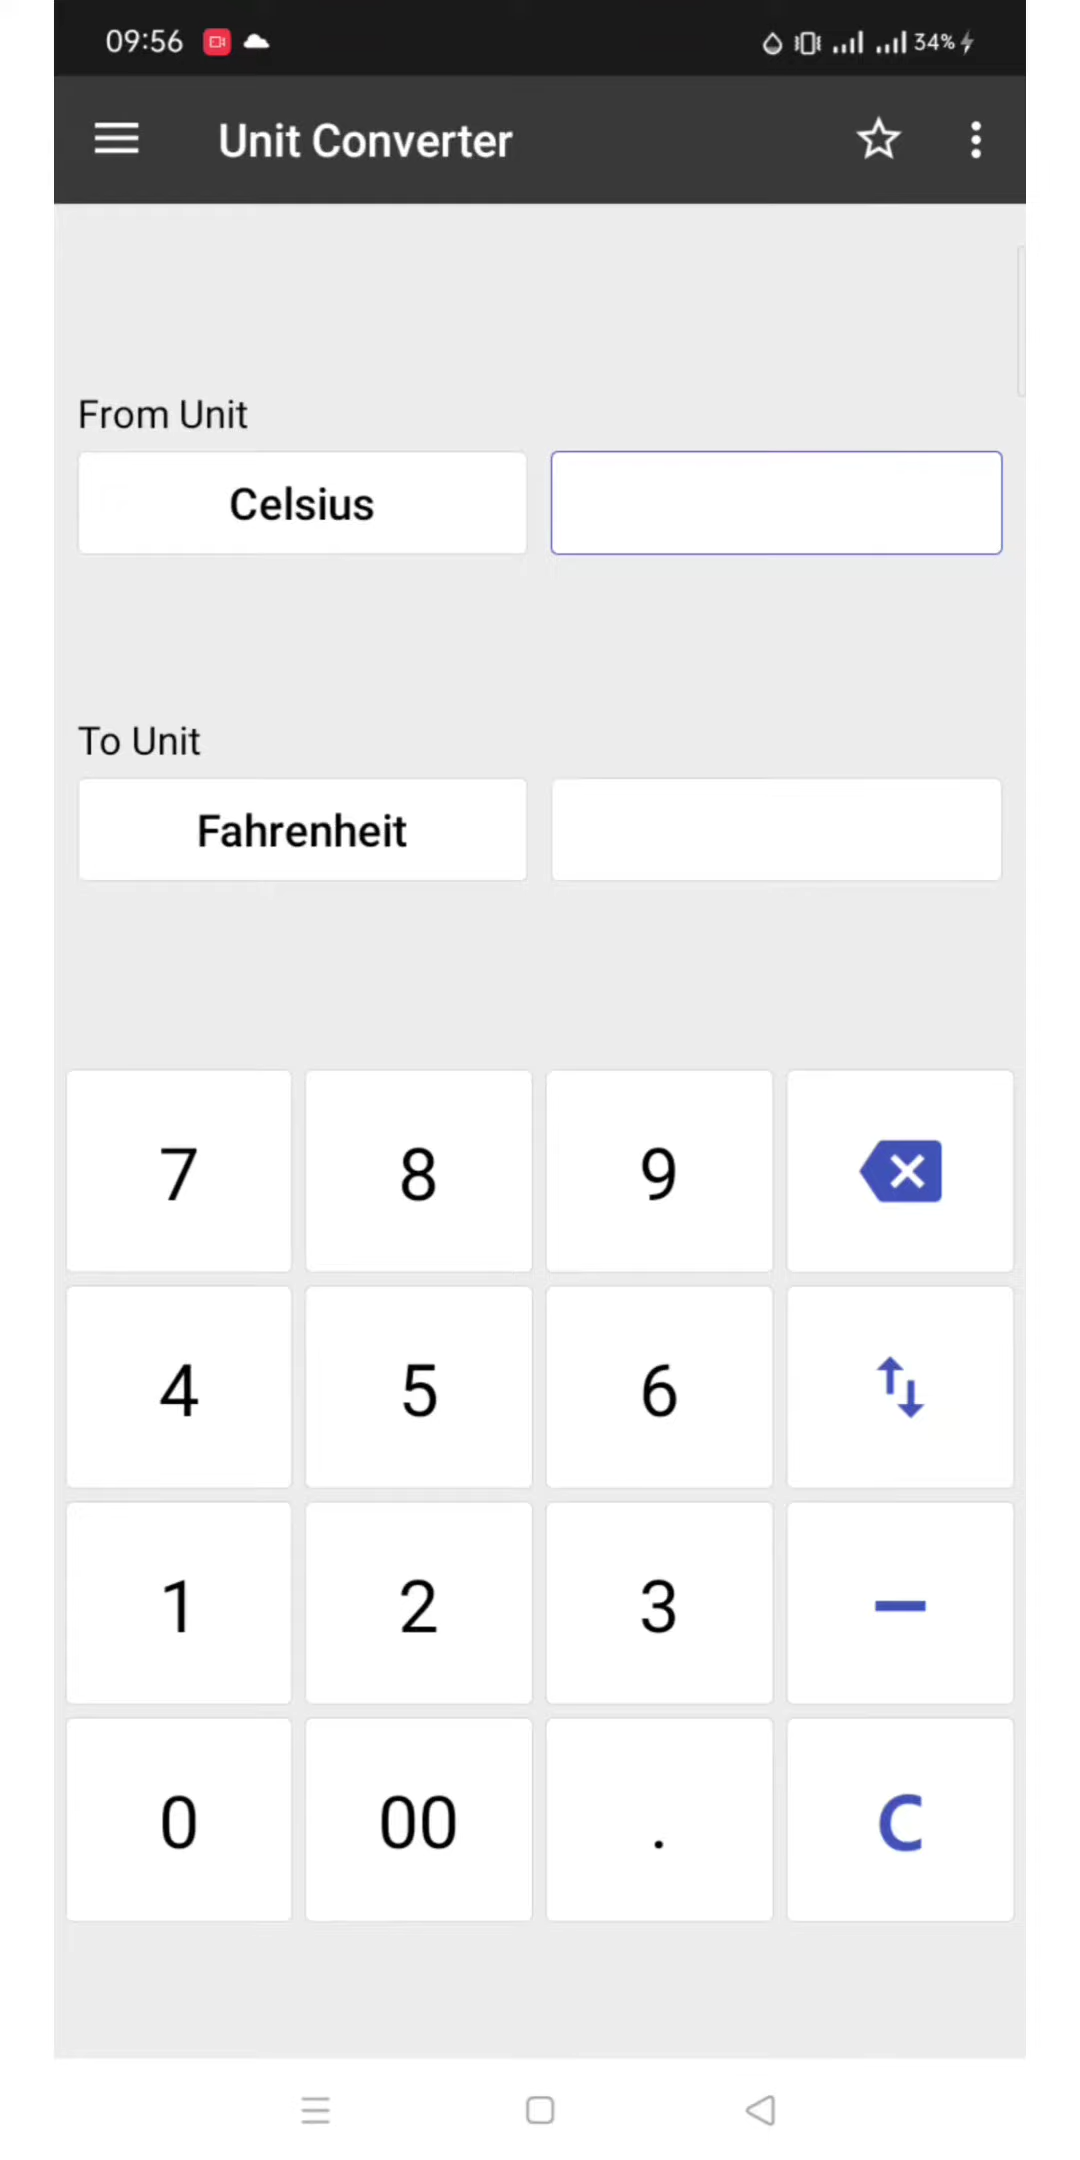 09:56 34%
Unit Converter
From Unit
Celsius
To Unit
Fahrenheit
7 8 9
4 5 6
1 2 3 –
0 00 . C